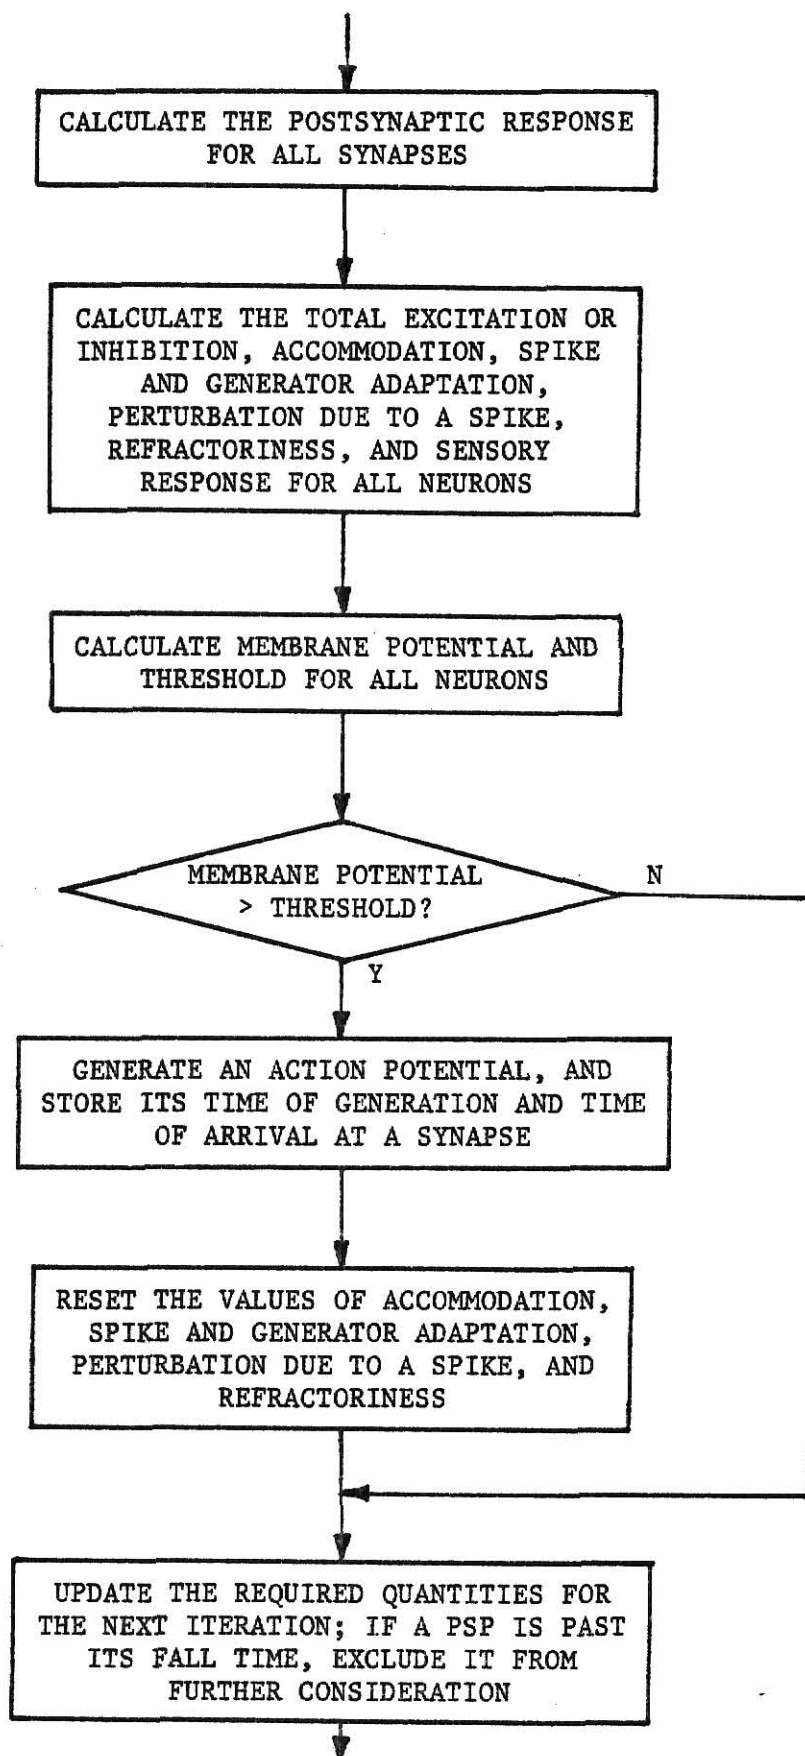 CALCULATE THE POSTSYNAPTIC RESPONSE
FOR ALL SYNAPSES
CALCULATE THE TOTAL EXCITATION OR
INHIBITION, ACCOMMODATION, SPIKE
AND GENERATOR ADAPTATION,
PERTURBATION DUE TO A SPIKE,
REFRACTORINESS, AND SENSORY
RESPONSE FOR ALL NEURONS
CALCULATE MEMBRANE POTENTIAL AND
THRESHOLD FOR ALL NEURONS
MEMBRANE POTENTIAL
> THRESHOLD?
N
Y
GENERATE AN ACTION POTENTIAL, AND
STORE ITS TIME OF GENERATION AND TIME
OF ARRIVAL AT A SYNAPSE
RESET THE VALUES OF ACCOMMODATION,
SPIKE AND GENERATOR ADAPTATION,
PERTURBATION DUE TO A SPIKE, AND
REFRACTORINESS
UPDATE THE REQUIRED QUANTITIES FOR
THE NEXT ITERATION; IF A PSP IS PAST
ITS FALL TIME, EXCLUDE IT FROM
FURTHER CONSIDERATION